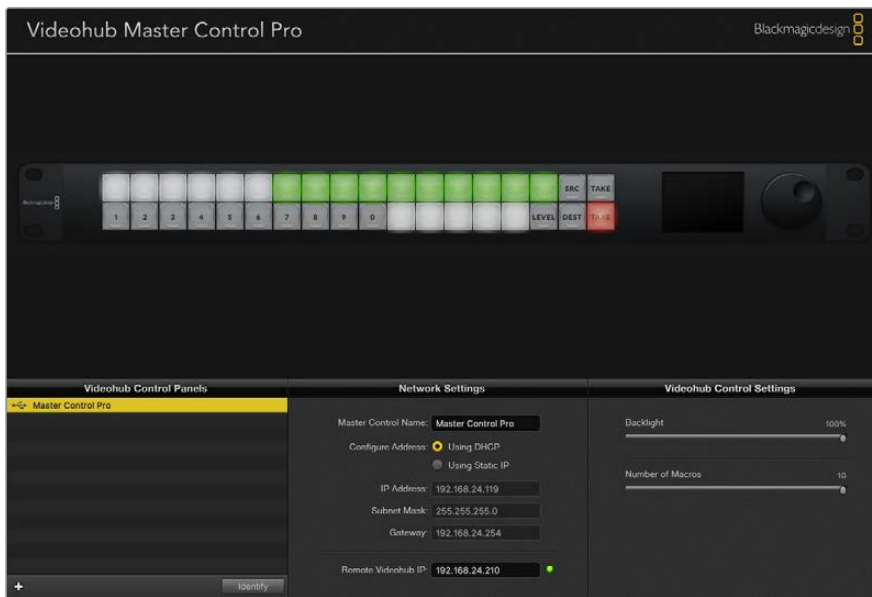 Videohub Master Control Pro
Blackmagicdesign
SRC TAKE
1 2 3 4 5 6 7 8 9 0 LEVEL DEST TAKE
Videohub Control Panels
Master Control Pro
Identify
Network Settings
Master Control Name: Master Control Pro
Configure Address: Using DHCP
Using Static IP
IP Address: 192.168.24.119
Subnet Mask: 255.255.255.0
Gateway: 192.168.24.254
Remote Videohub IP: 192.168.24.210
Videohub Control Settings
Backlight 100%
Number of Macros 10